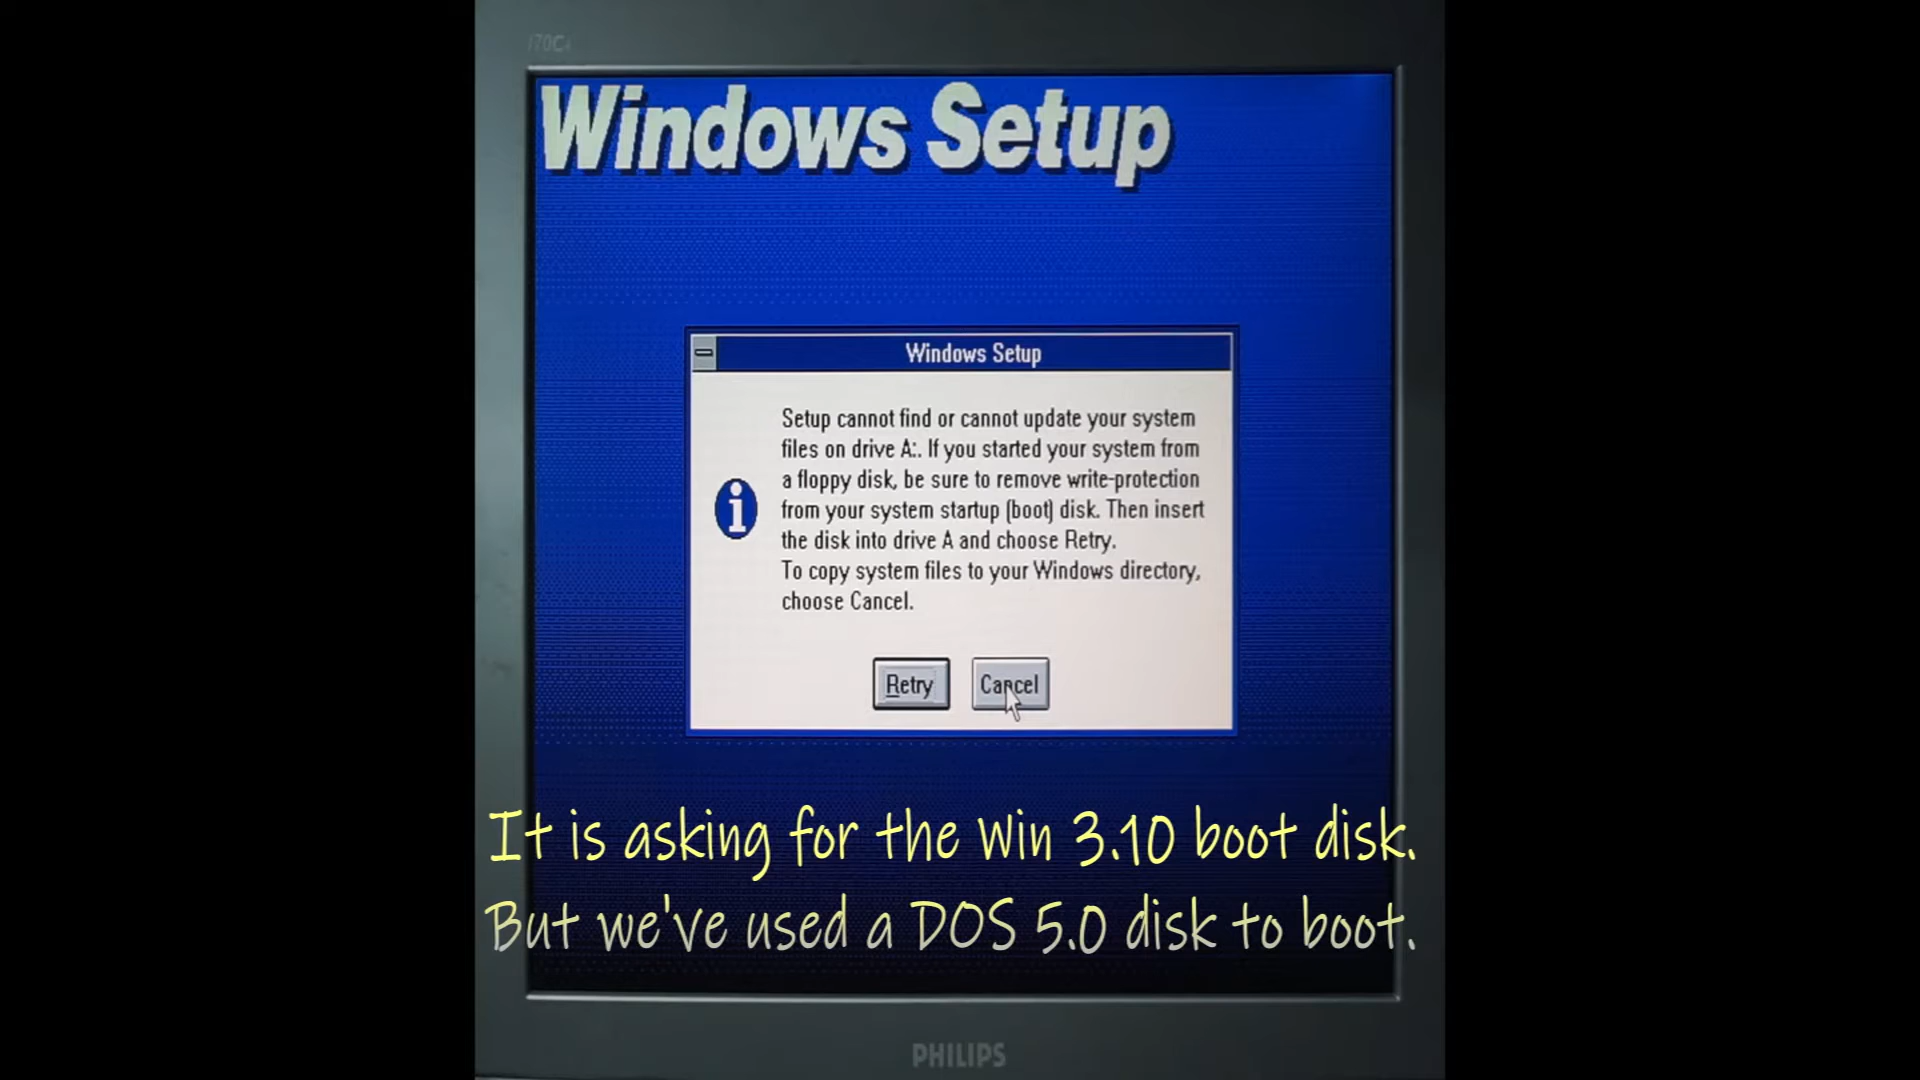 170C4
Windows Setup
Windows Setup
Setup cannot find or cannot update your system
files on drive A:. If you started your system from
a floppy disk, be sure to remove write-protection
from your system startup (boot) disk. Then insert
the disk into drive A and choose Retry.
To copy system files to your Windows directory,
choose Cancel.
Retry Cancel
It is asking for the Win 3.10 boot disk.
But we've used a DOS 5.0 disk to boot.
PHILIPS